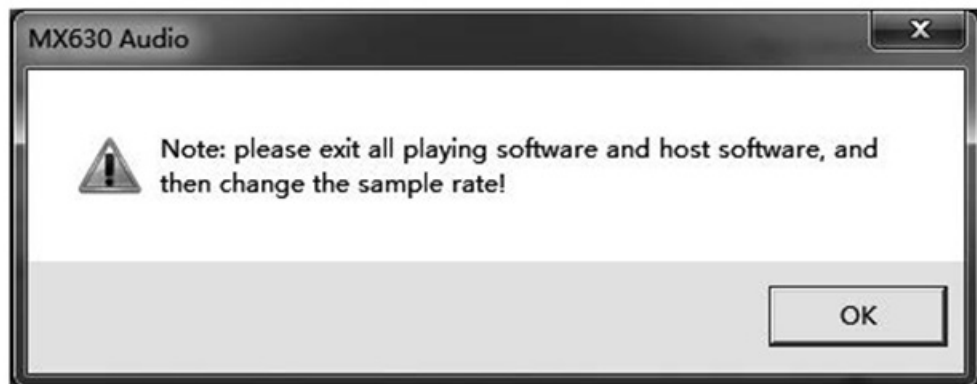 MX630 Audio
Note: please exit all playing software and host software, and
then change the sample rate!
OK